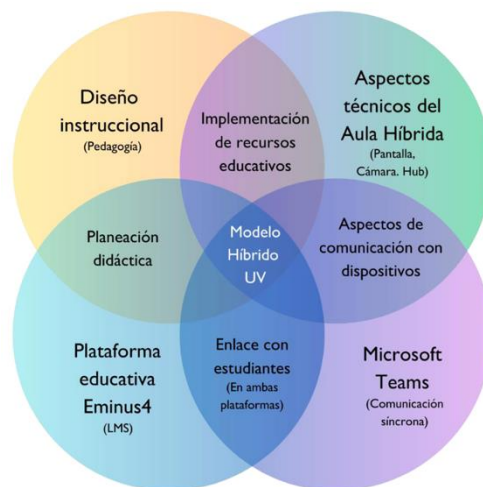 Diseño
instruccional
(Pedagogía)
Implementación
de recursos
educativos
Aspectos
técnicos del
Aula Híbrida
(Pantalla,
Cámara. Hub)
Planeación
didáctica
Modelo
Híbrido
UV
Aspectos de
comunicación con
dispositivos
Plataforma
educativa
Eminus4
(LMS)
Enlace con
estudiantes
(En ambas
plataformas)
Microsoft
Teams
(Comunicación
síncrona)